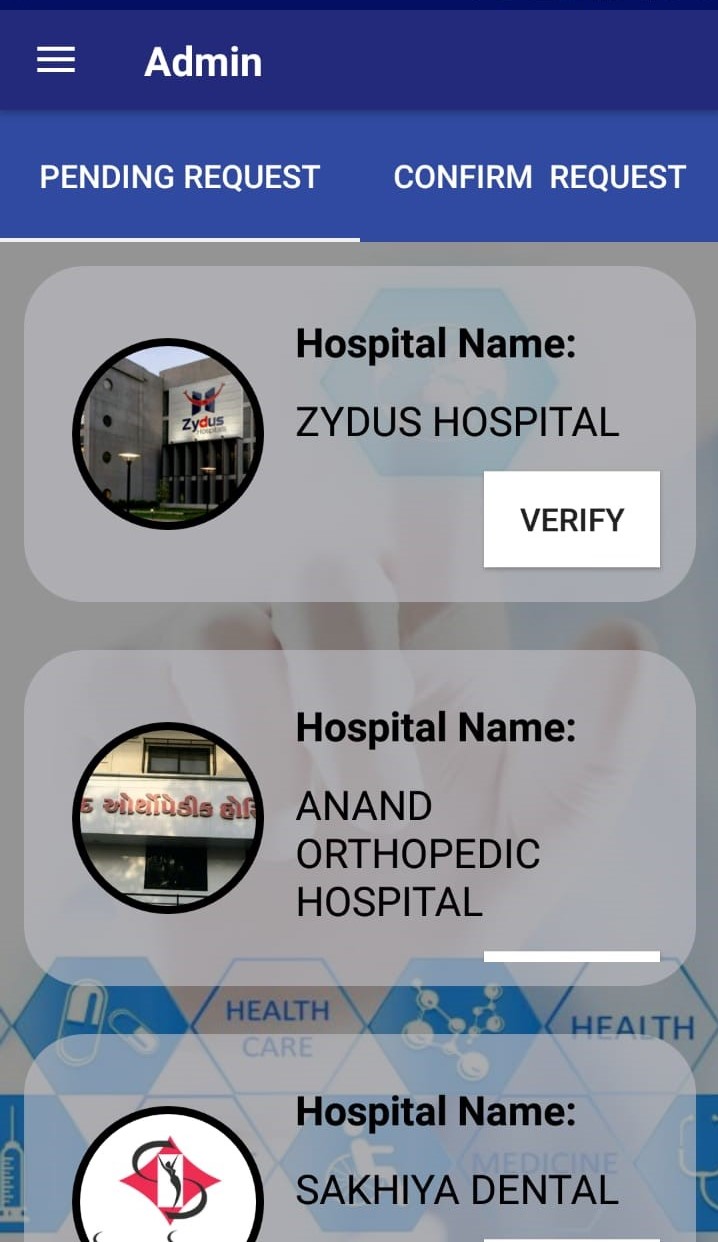 Admin
PENDING REQUEST
CONFIRM REQUEST
Hospital Name:
Zydus
Hospitals
ZYDUS HOSPITAL
VERIFY
Hospital Name:
ઓર્થોપેડીક
ANAND
ORTHOPEDIC
HOSPITAL
HEALTH
CARE
HEALTH
Hospital Name:
MEDICINE
SAKHIYA DENTAL